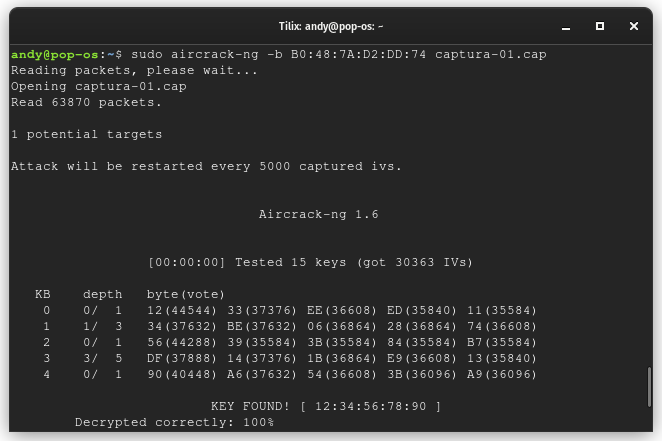 Tilix: andy@pop-os: ~
andy@pop-os:~$ sudo aircrack-ng -b B0:48:7A:D2:DD:74 captura-01.cap
Reading packets, please wait...
Opening captura-01.cap
Read 63870 packets.
1 potential targets
Attack will be restarted every 5000 captured ivs.
Aircrack-ng 1.6
[00:00:00] Tested 15 keys (got 30363 IVs)
KB    depth   byte(vote)
0    0/  1   12(44544) 33(37376) EE(36608) ED(35840) 11(35584)
1    1/  3   34(37632) BE(37632) 06(36864) 28(36864) 74(36608)
2    0/  1   56(44288) 39(35584) 3B(35584) 84(35584) B7(35584)
3    3/  5   DF(37888) 14(37376) 1B(36864) E9(36608) 13(35840)
4    0/  1   90(40448) A6(37632) 54(36608) 3B(36096) A9(36096)
KEY FOUND! [ 12:34:56:78:90 ]
Decrypted correctly: 100%